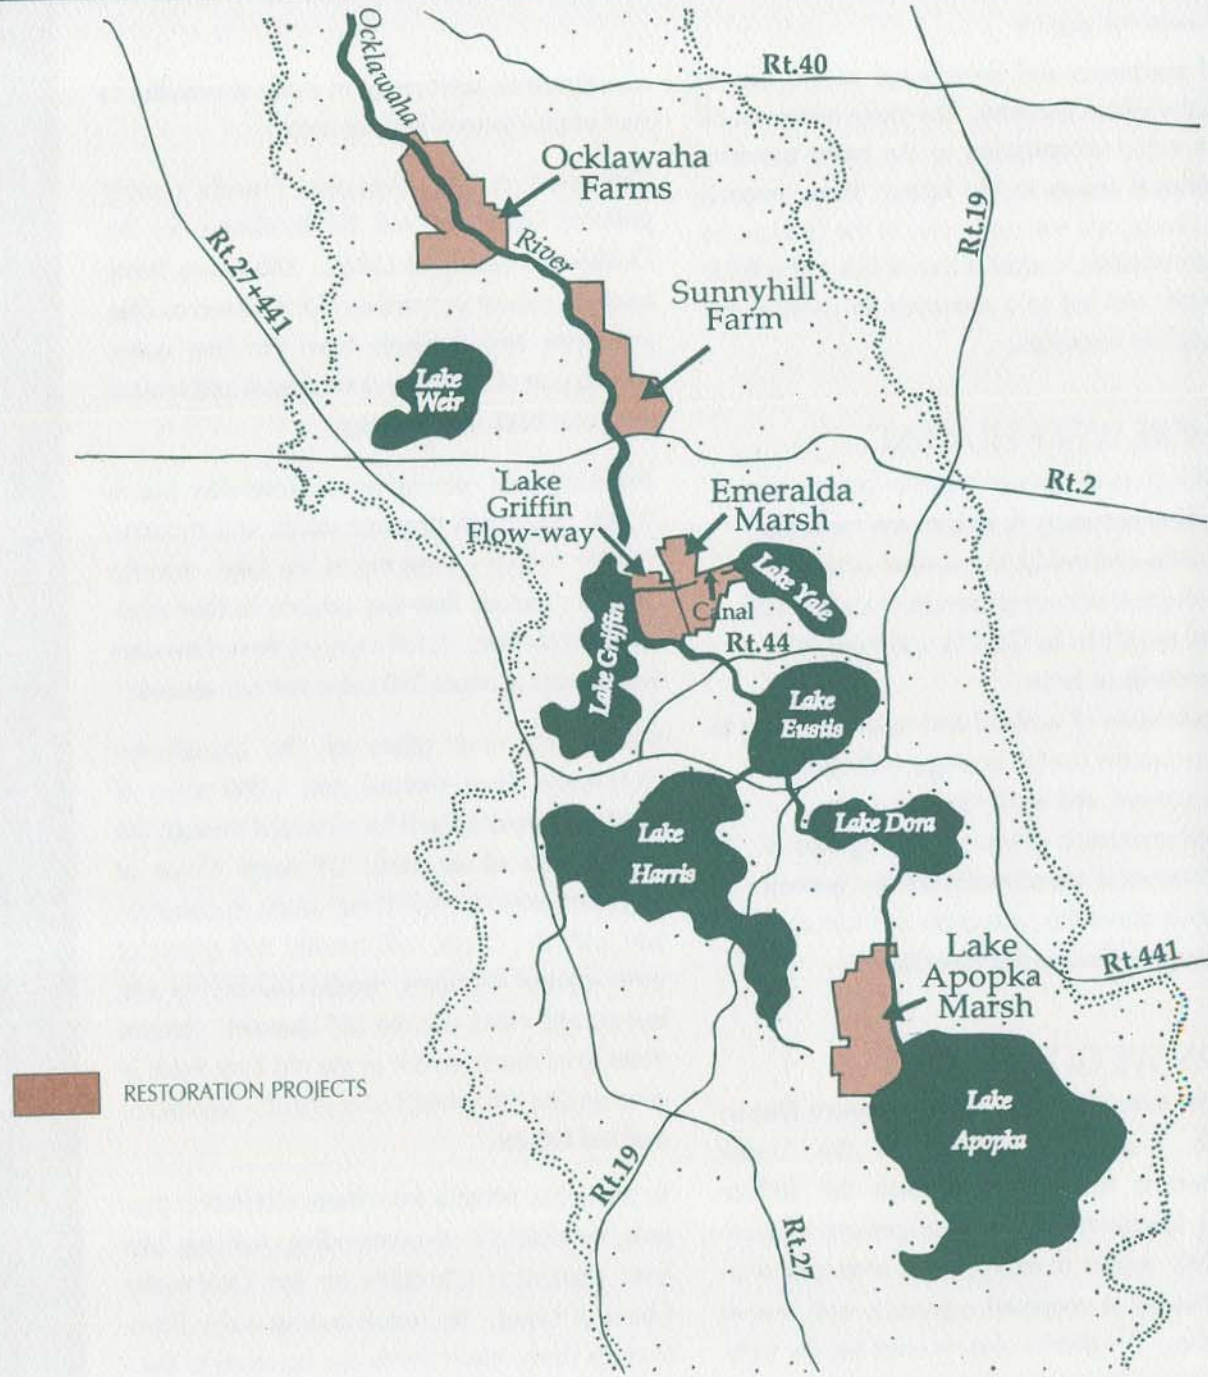 Ocklawaha
Rt.40
Ocklawaha
Farms
Rt.19
River
Rt.27+441
Sunnyhill
Farm
Lake
Weir
Lake
Griffin
Flow-way
Emeralda
Marsh
Rt.2
Lake Yale
Canal
Lake Griffin
Rt.44
Lake
Eustis
Lake Dora
Lake
Harris
Lake
Apopka
Marsh
Rt.441
RESTORATION PROJECTS
Lake
Apopka
Rt.19
Rt.27